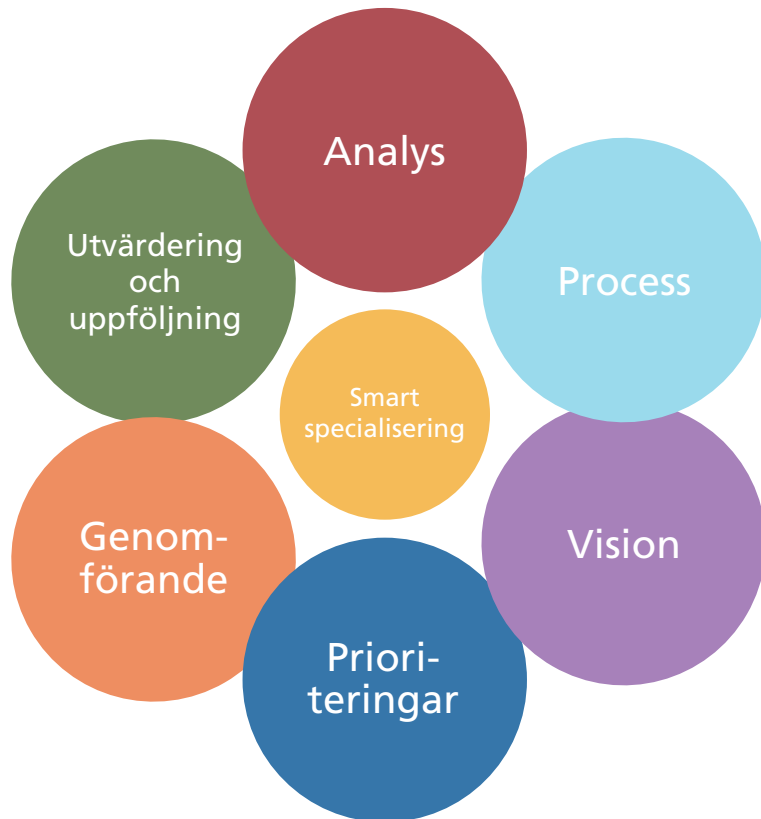 Analys
Process
Vision
Priori-
teringar
Genom-
förande
Utvärdering
och
uppföljning
Smart
specialisering